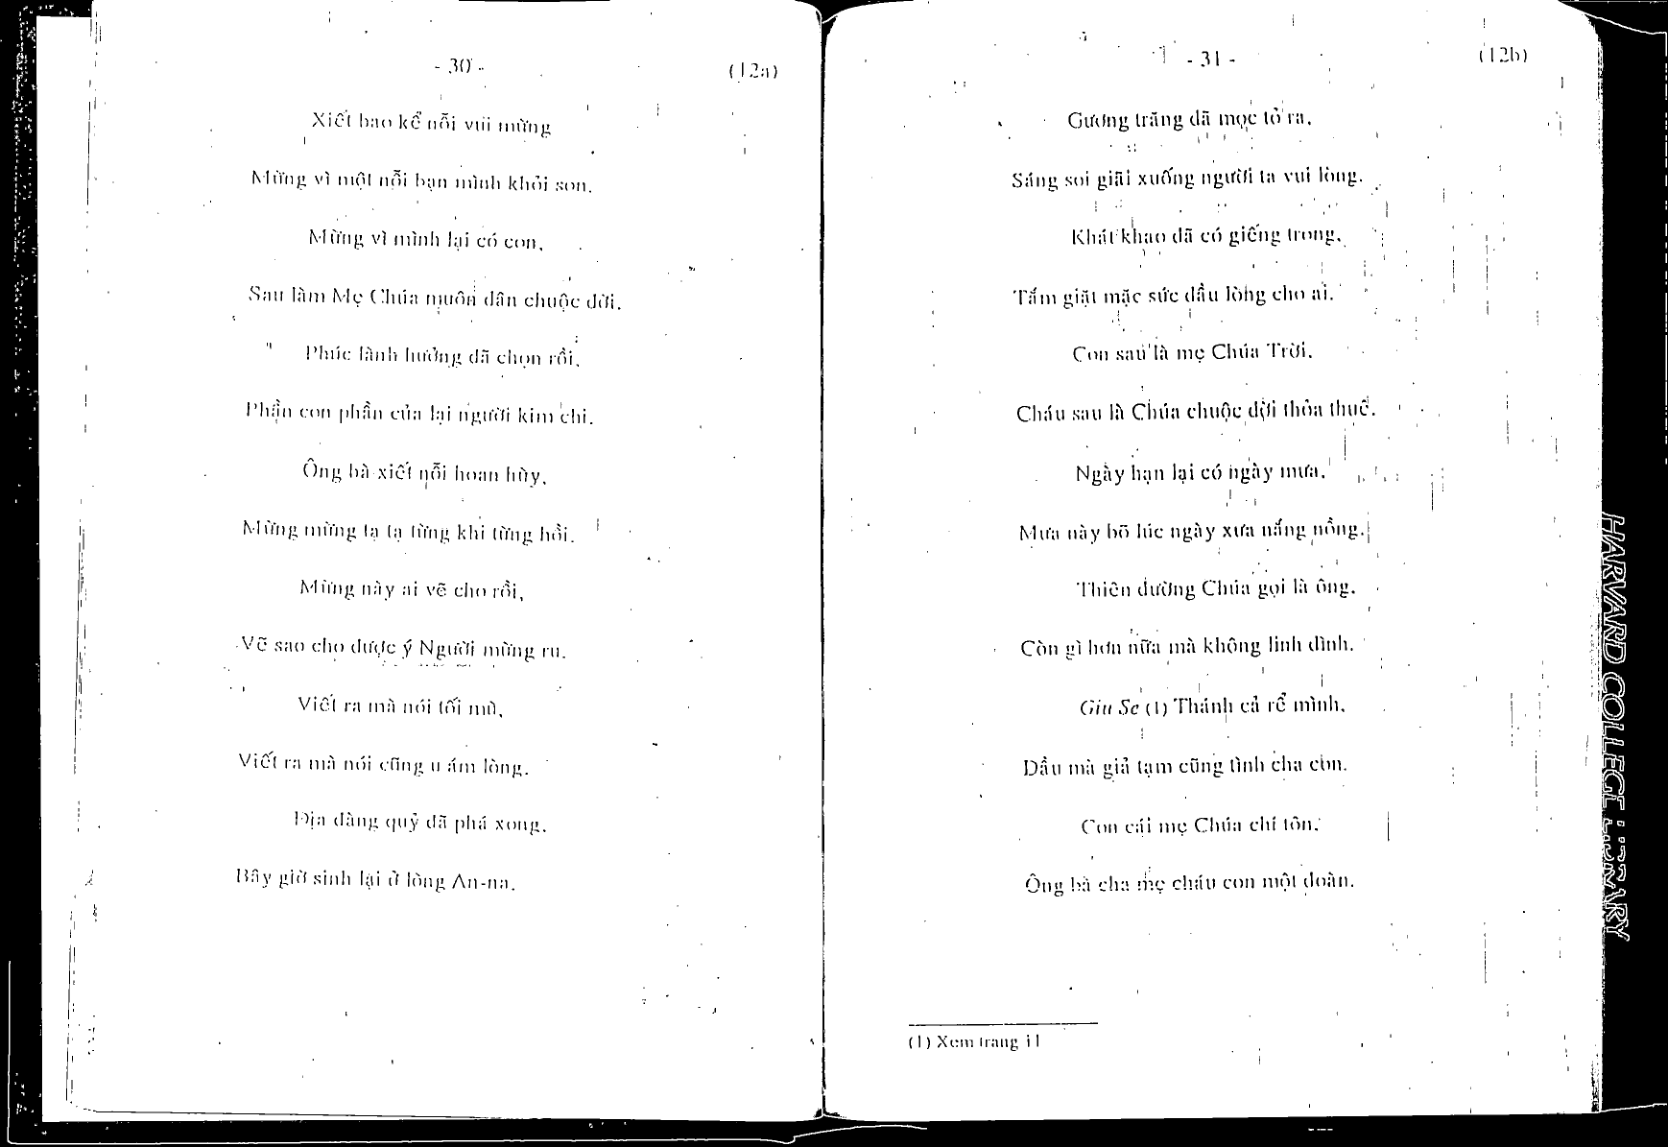 - 30 -
(12a)
Xiết bao kể nỗi vui mừng
Mừng vì một nỗi bạn mình khỏi son.
Mừng vì mình lại có con,
Sau làm Mẹ Chúa muôn dân chuộc đời.
Phúc lành hưởng đã chọn rồi,
Phận con phần của lại người kim chi.
Ông bà xiết nỗi hoan hùy,
Mừng mừng tạ tạ từng khi từng hồi.
Mừng này ai vẽ cho rồi,
Vẽ sao cho được ý Người mừng ru.
Viết ra mà nói tối mù,
Viết ra mà nói cũng u ám lòng.
Địa đàng quỷ đã phá xong,
Bây giờ sinh lại ở lòng An-na.
- 31 -
(12b)
Gương trăng đã mọc tỏ ra,
Sáng soi giãi xuống người ta vui lòng.
Khát khao đã có giếng trong,
Tắm giặt mặc sức dầu lòng cho ai.
Con sau là mẹ Chúa Trời,
Cháu sau là Chúa chuộc đời thỏa thuê.
Ngày hạn lại có ngày mưa,
Mưa này bõ lúc ngày xưa nắng nồng.
Thiên đường Chúa gọi là ông,
Còn gì hơn nữa mà không linh đình.
Giu Se (1) Thánh cả rể mình,
Dầu mà giả tạm cũng tình cha con.
Con cái mẹ Chúa chí tôn,
Ông bà cha mẹ cháu con một đoàn.
(1) Xem trang 11
HARVARD COLLEGE LIBRARY